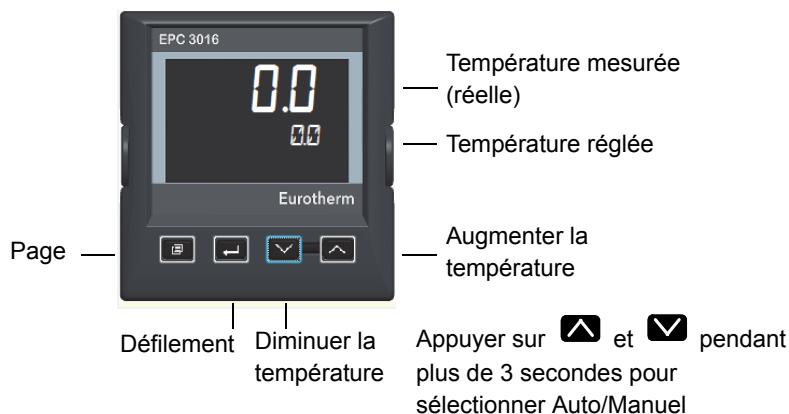 EPC 3016
0.0
0.0
Eurotherm
Température mesurée
(réelle)
Température réglée
Augmenter la
température
Page
Défilement
Diminuer la
température
Appuyer sur et pendant
plus de 3 secondes pour
sélectionner Auto/Manuel